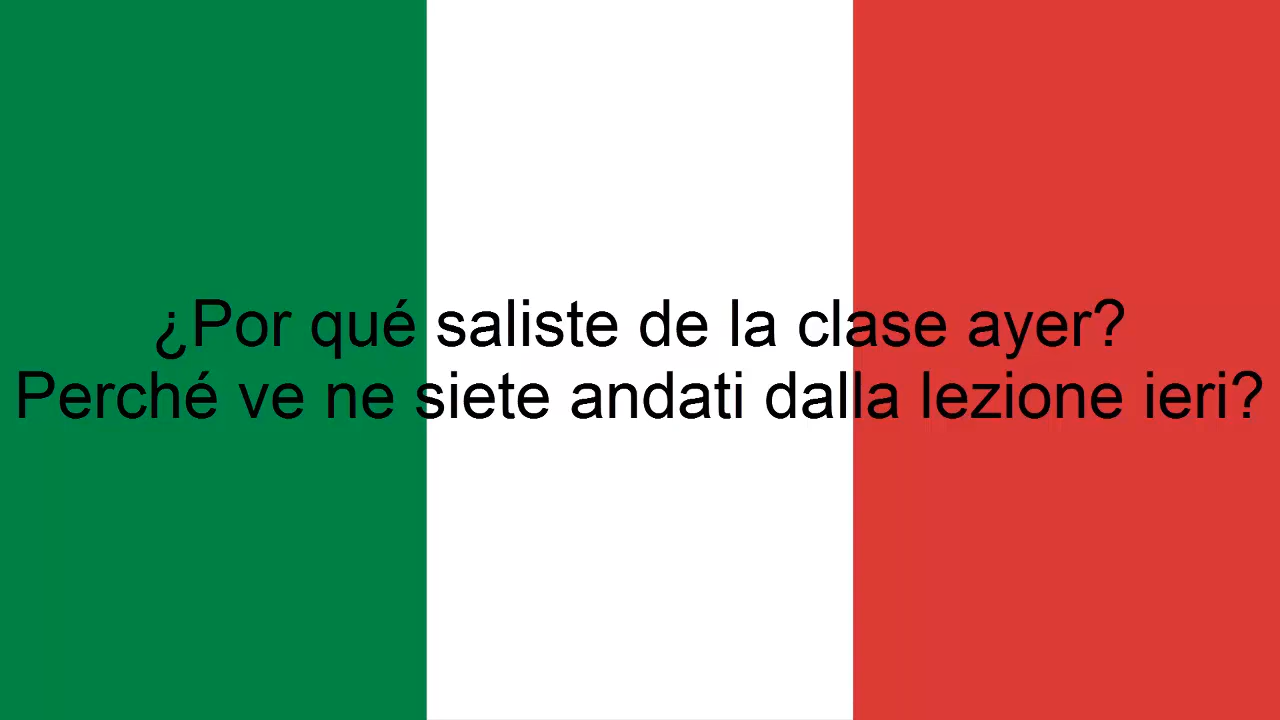 ¿Por qué saliste de la clase ayer?
Perché ve ne siete andati dalla lezione ieri?